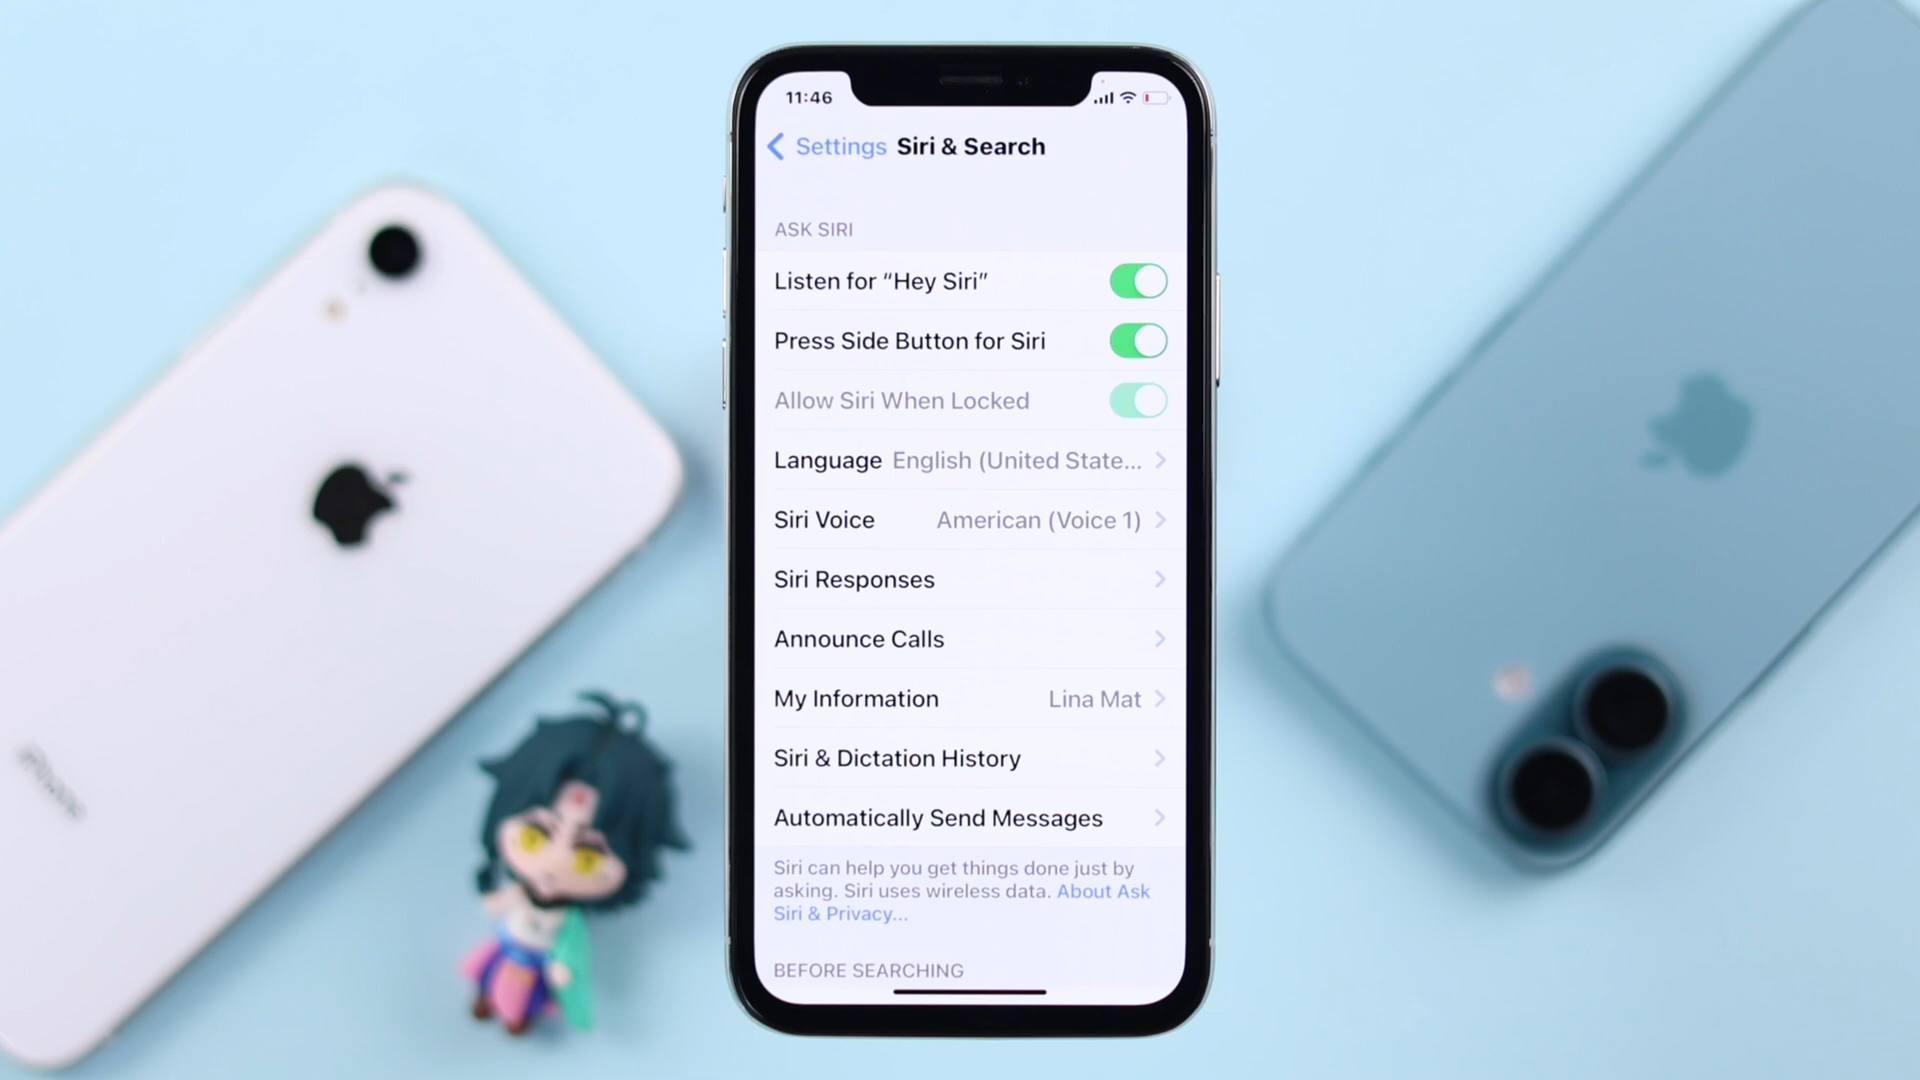 11:46
Settings Siri & Search
ASK SIRI
Listen for “Hey Siri”
Press Side Button for Siri
Allow Siri When Locked
Language English (United State...
Siri Voice American (Voice 1)
Siri Responses
Announce Calls
My Information Lina Mat
Siri & Dictation History
Automatically Send Messages
Siri can help you get things done just by
asking. Siri uses wireless data. About Ask
Siri & Privacy...
BEFORE SEARCHING
iPhone